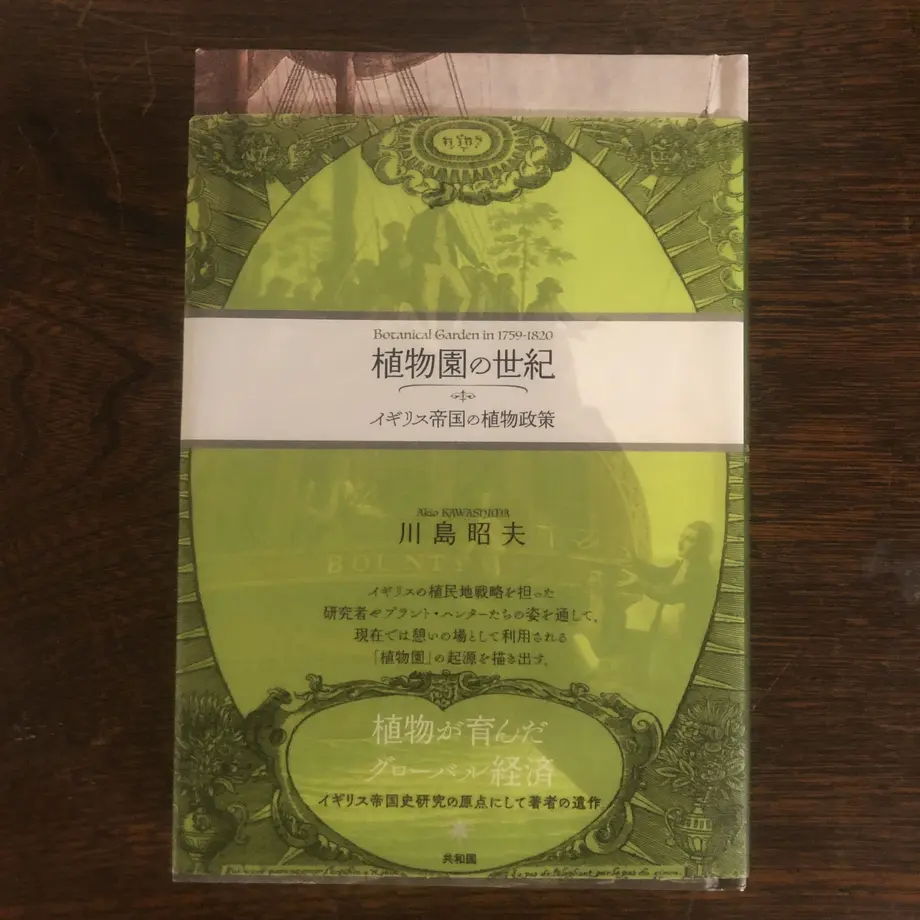 Botanical Garden in 1759-1820
植物園の世紀
イギリス帝国の植物政策
Akio KAWASHIMA
川島昭夫
BOUNTY
イギリスの植民地戦略を担った
研究者やプラント・ハンターたちの姿を通して、
現在では憩いの場として利用される
「植物園」の起源を描き出す。
植物が育んだ
グローバル経済
イギリス帝国史研究の原点にして著者の遺作
共和國